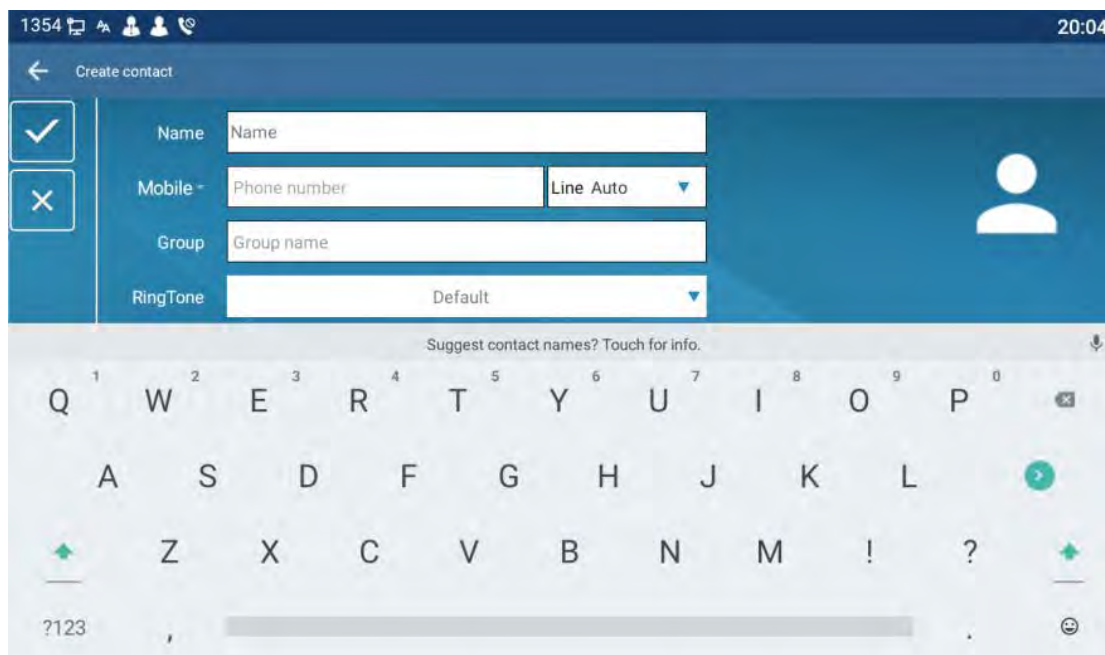 1354 20:04
Create contact
Name Name
Mobile Phone number Line Auto
Group Group name
RingTone Default
Suggest contact names? Touch for info.
1 2 3 4 5 6 7 8 9 0
Q W E R T Y U I O P
A S D F G H J K L
Z X C V B N M ! ?
?123 , .